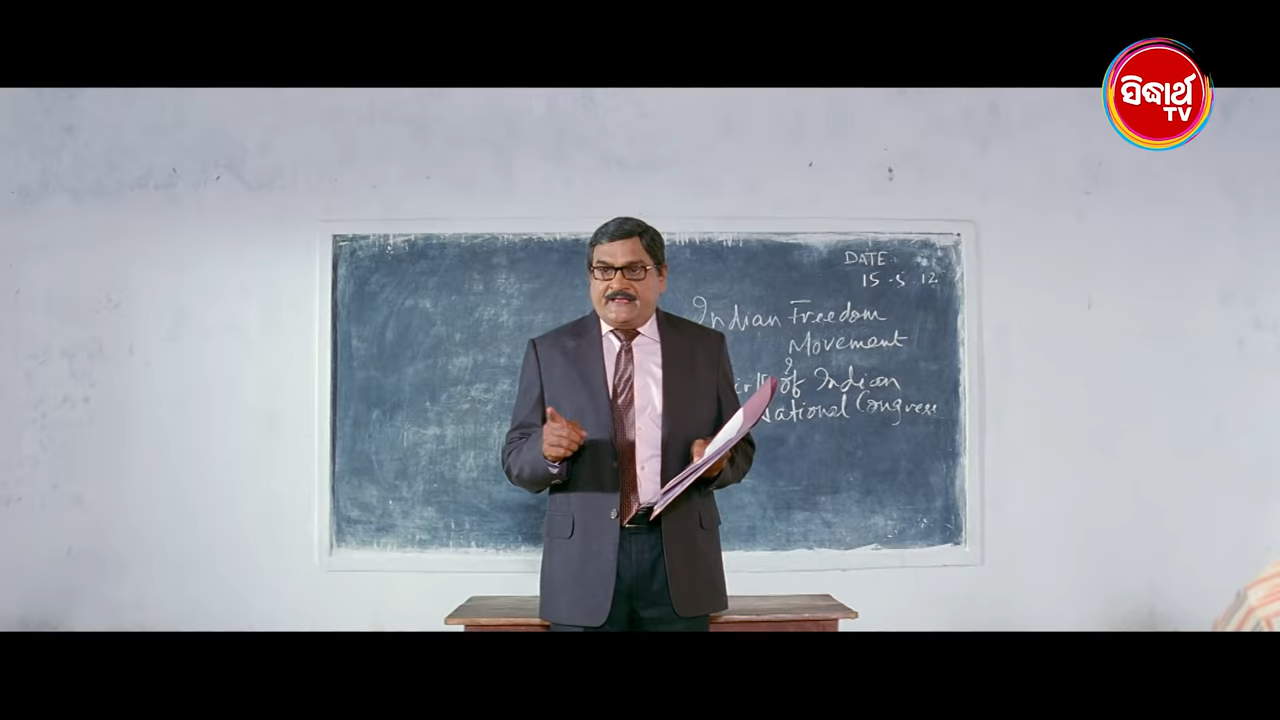 ସିଦ୍ଧାର୍ଥ
TV
DATE:
15-5-12
Indian Freedom
Movement
&
of Indian
National Congress